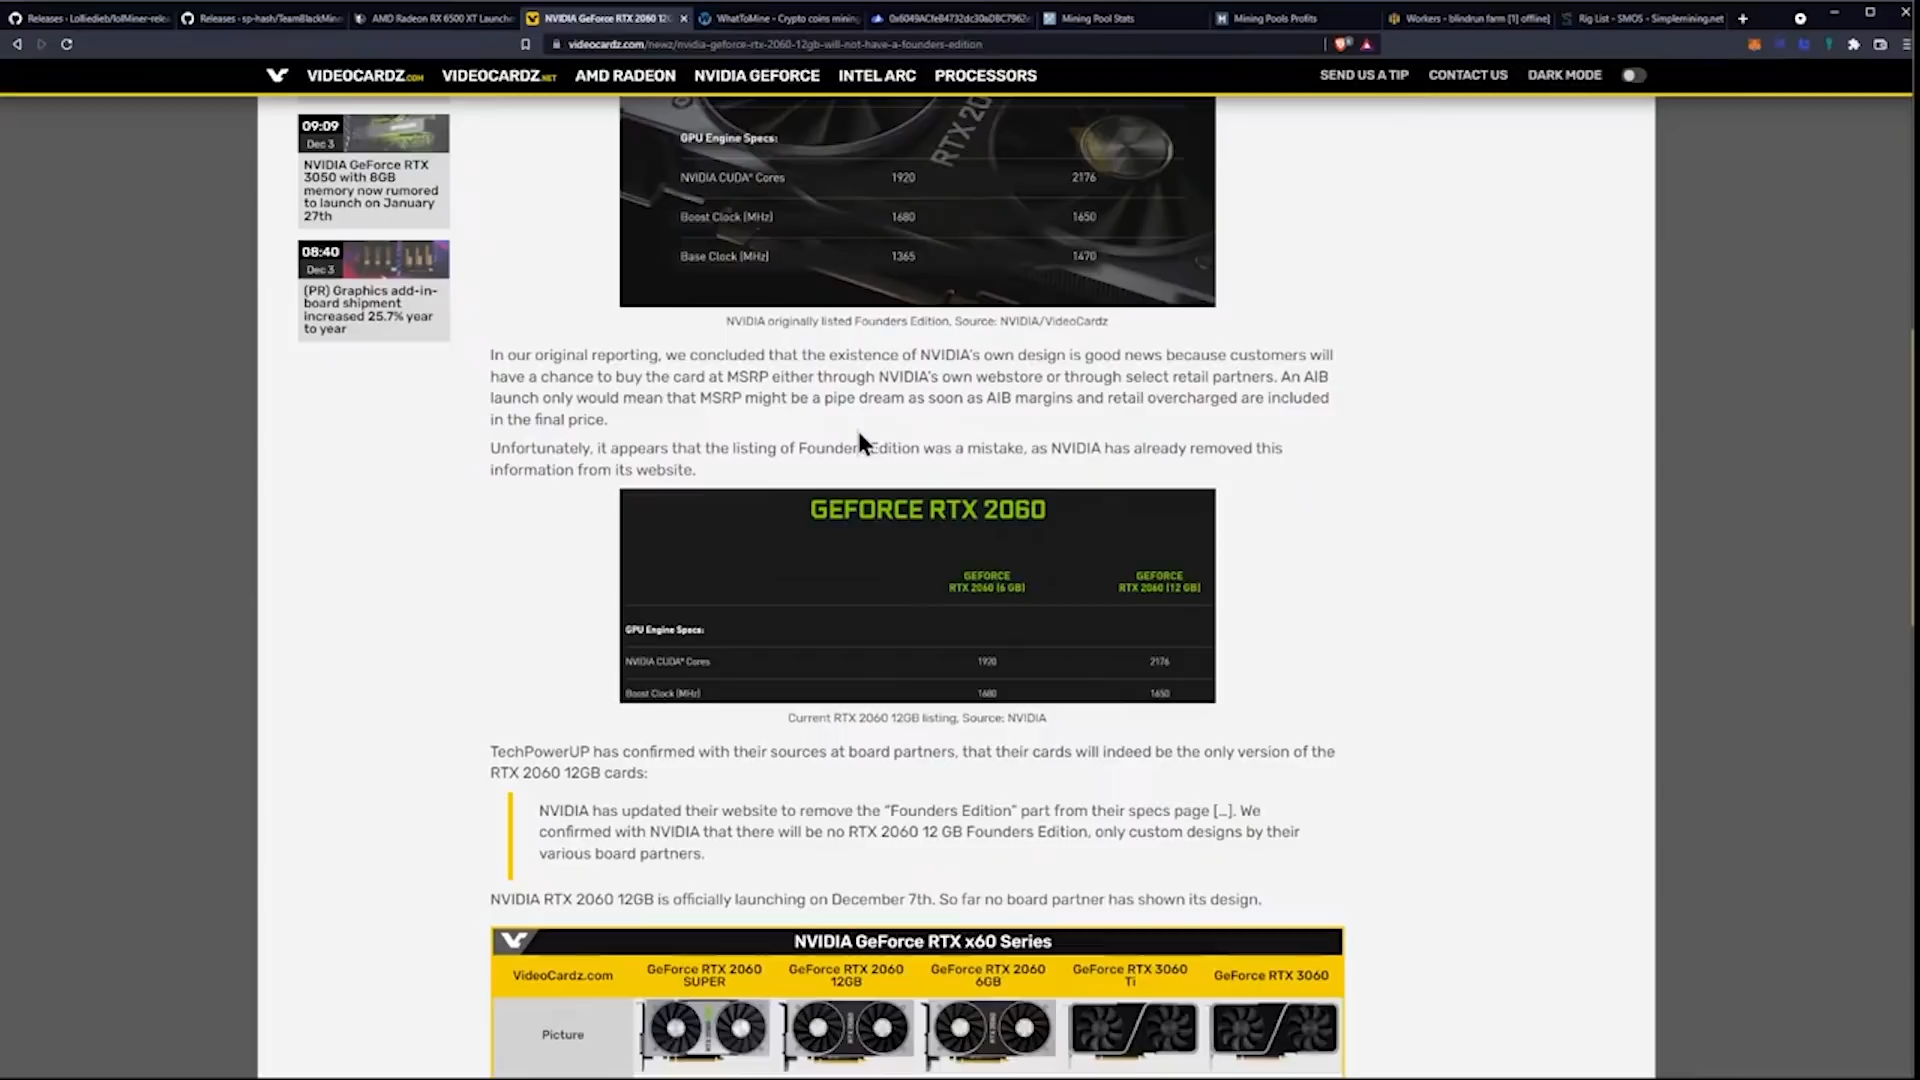 Releases · Lolliedieb/lolMiner-rele
Releases · sp-hash/TeamBlackMine
AMD Radeon RX 6500 XT Launche
NVIDIA GeForce RTX 2060 12
WhatToMine - Crypto coins mining
Mining Pool Stats
Mining Pools Profits
Workers - blindrun farm [1] [offline]
Rig List - SMOS - Simplemining.net
videocardz.com/newz/nvidia-geforce-rtx-2060-12gb-will-not-have-a-founders-edition
VIDEOCARDZ.COM VIDEOCARDZ.NET AMD RADEON NVIDIA GEFORCE INTEL ARC PROCESSORS SEND US A TIP CONTACT US DARK MODE
09:09
Dec 3
NVIDIA GeForce RTX
3050 with 8GB
memory now rumored
to launch on January
27th
08:40
Dec 3
(PR) Graphics add-in-
board shipment
increased 25.7% year
to year
RTX 20
GPU Engine Specs:
NVIDIA CUDA® Cores 1920 2176
Boost Clock (MHz) 1680 1650
Base Clock (MHz) 1365 1470
NVIDIA originally listed Founders Edition, Source: NVIDIA/VideoCardz
In our original reporting, we concluded that the existence of NVIDIA's own design is good news because customers will
have a chance to buy the card at MSRP either through NVIDIA's own webstore or through select retail partners. An AIB
launch only would mean that MSRP might be a pipe dream as soon as AIB margins and retail overcharged are included
in the final price.
Unfortunately, it appears that the listing of Founders Edition was a mistake, as NVIDIA has already removed this
information from its website.
GEFORCE RTX 2060
GEFORCE
RTX 2060 (6 GB)
GEFORCE
RTX 2060 (12 GB)
GPU Engine Specs:
NVIDIA CUDA® Cores 1920 2176
Boost Clock (MHz) 1680 1650
Current RTX 2060 12GB listing, Source: NVIDIA
TechPowerUP has confirmed with their sources at board partners, that their cards will indeed be the only version of the
RTX 2060 12GB cards:
NVIDIA has updated their website to remove the "Founders Edition" part from their specs page [...]. We
confirmed with NVIDIA that there will be no RTX 2060 12 GB Founders Edition, only custom designs by their
various board partners.
NVIDIA RTX 2060 12GB is officially launching on December 7th. So far no board partner has shown its design.
NVIDIA GeForce RTX x60 Series
VideoCardz.com
GeForce RTX 2060
SUPER
GeForce RTX 2060
12GB
GeForce RTX 2060
6GB
GeForce RTX 3060
Ti
GeForce RTX 3060
Picture